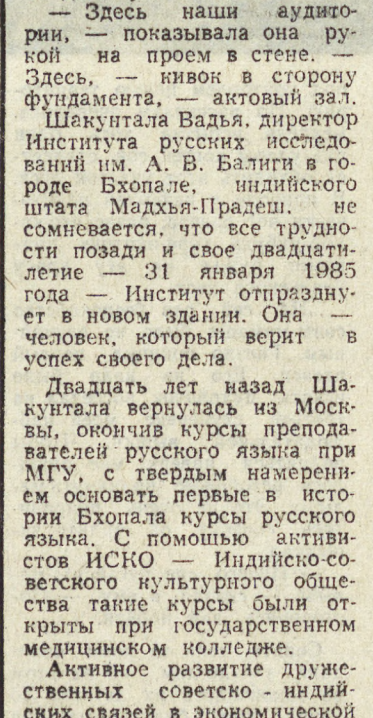 — Здесь наши аудито-
рии, — показывала она ру-
кой на проем в стене. —
Здесь, — кивок в сторону
фундамента, — актовый зал.
Шакунтала Вадья, директор
Института русских исследо-
ваний им. А. В. Балиги в го-
роде Бхопале, индийского
штата Мадхья-Прадеш, не
сомневается, что все трудно-
сти позади и свое двадцати-
летие — 31 января 1985
года — Институт отпраздну-
ет в новом здании. Она —
человек, который верит в
успех своего дела.
Двадцать лет назад Ша-
кунтала вернулась из Моск-
вы, окончив курсы препода-
вателей русского языка при
МГУ, с твердым намерени-
ем основать первые в исто-
рии Бхопала курсы русского
языка. С помощью активи-
стов ИСКО — Индийско-со-
ветского культурного обще-
ства такие курсы были от-
крыты при государственном
медицинском колледже.
Активное развитие друже-
ственных советско-индий-
ских связей в экономической